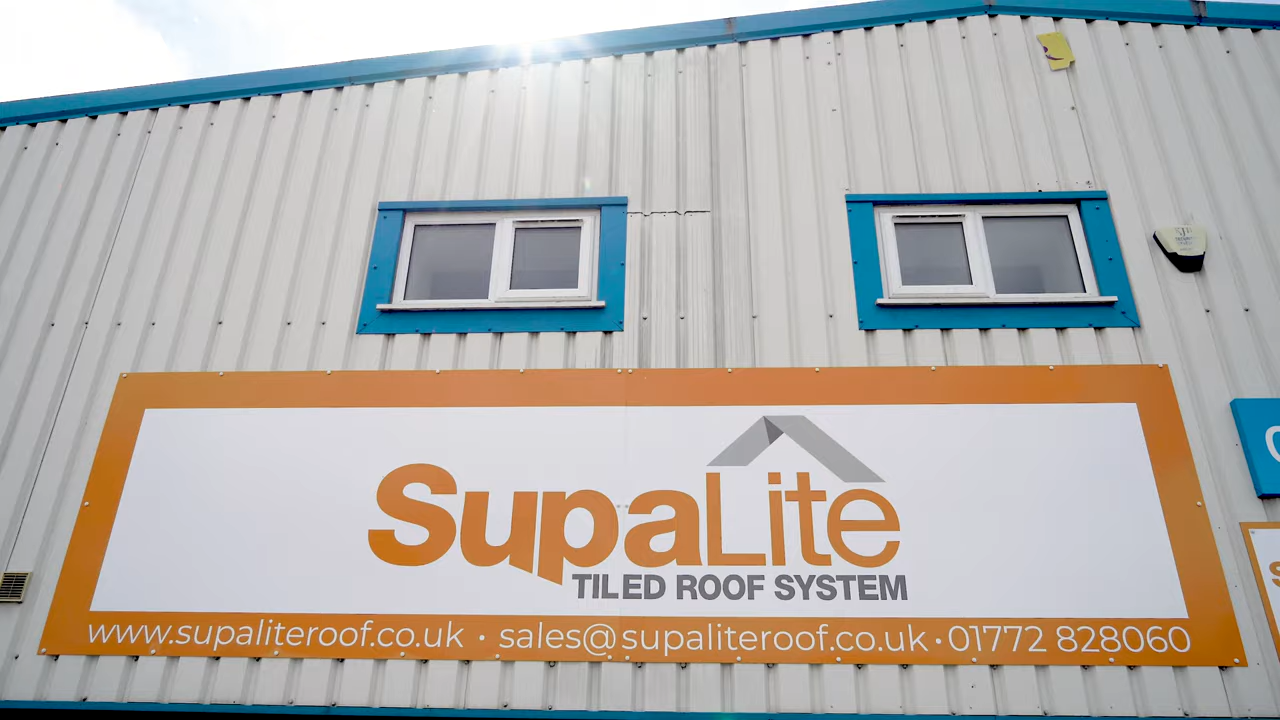 SupaLite
TILED ROOF SYSTEM
www.supaliteroof.co.uk • sales@supaliteroof.co.uk • 01772 828060